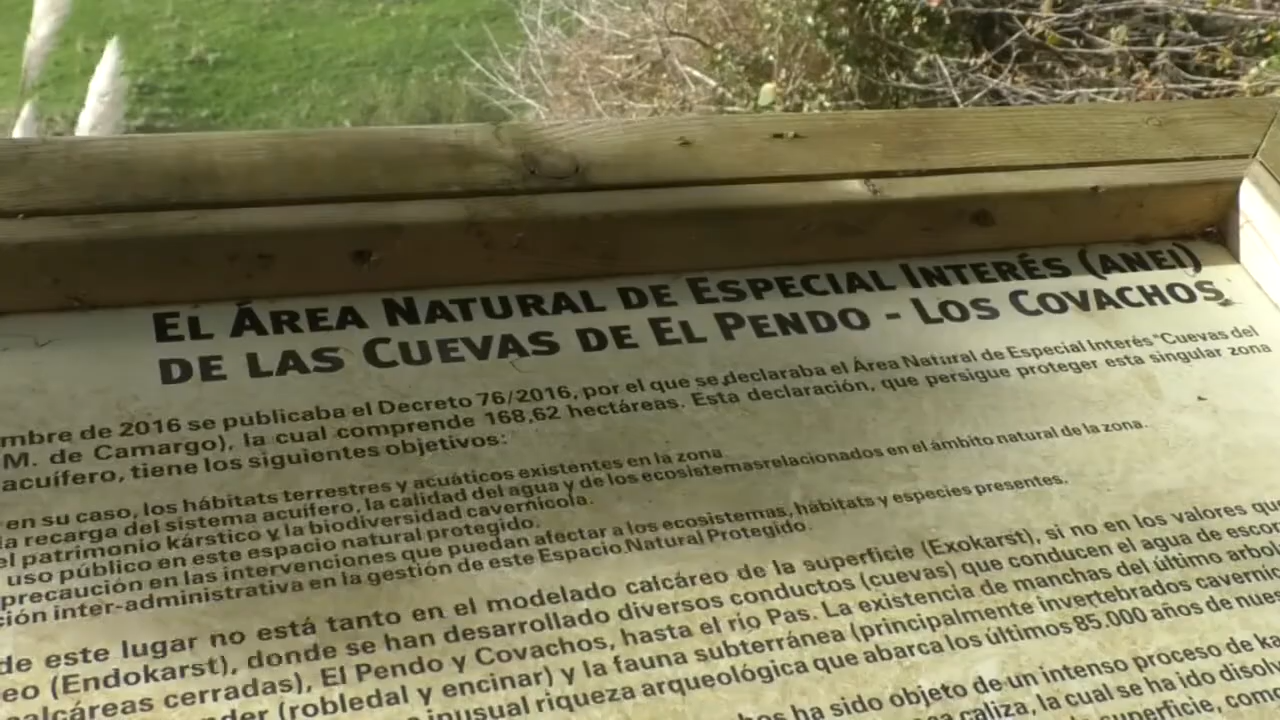 EL ÁREA NATURAL DE ESPECIAL INTERÉS (ANEI)
DE LAS CUEVAS DE EL PENDO - LOS COVACHOS
mbre de 2016 se publicaba el Decreto 76/2016, por el que se declaraba el Área Natural de Especial Interés "Cuevas del
M. de Camargo), la cual comprende 168,62 hectáreas. Esta declaración, que persigue proteger esta singular zona
acuífero, tiene los siguientes objetivos:
en su caso, los hábitats terrestres y acuáticos existentes en la zona
la recarga del sistema acuífero, la calidad del agua y de los ecosistemas relacionados en el ámbito natural de la zona.
el patrimonio kárstico y la biodiversidad cavernícola.
uso público en este espacio natural protegido.
precaución en las intervenciones que puedan afectar a los ecosistemas, hábitats y especies presentes.
ción inter-administrativa en la gestión de este Espacio Natural Protegido.
de este lugar no está tanto en el modelado calcáreo de la superficie (Exokarst), si no en los valores qu
eo (Endokarst), donde se han desarrollado diversos conductos (cuevas) que conducen el agua de escor
alcáreas cerradas), El Pendo y Covachos, hasta el río Pas. La existencia de manchas del último arbol
der (robledal y encinar) y la fauna subterránea (principalmente invertebrados caverníc
inusual riqueza arqueológica que abarca los últimos 85.000 años de nues
hos ha sido objeto de un intenso proceso de ka
caliza, la cual se ha ido disolv
superficie, como